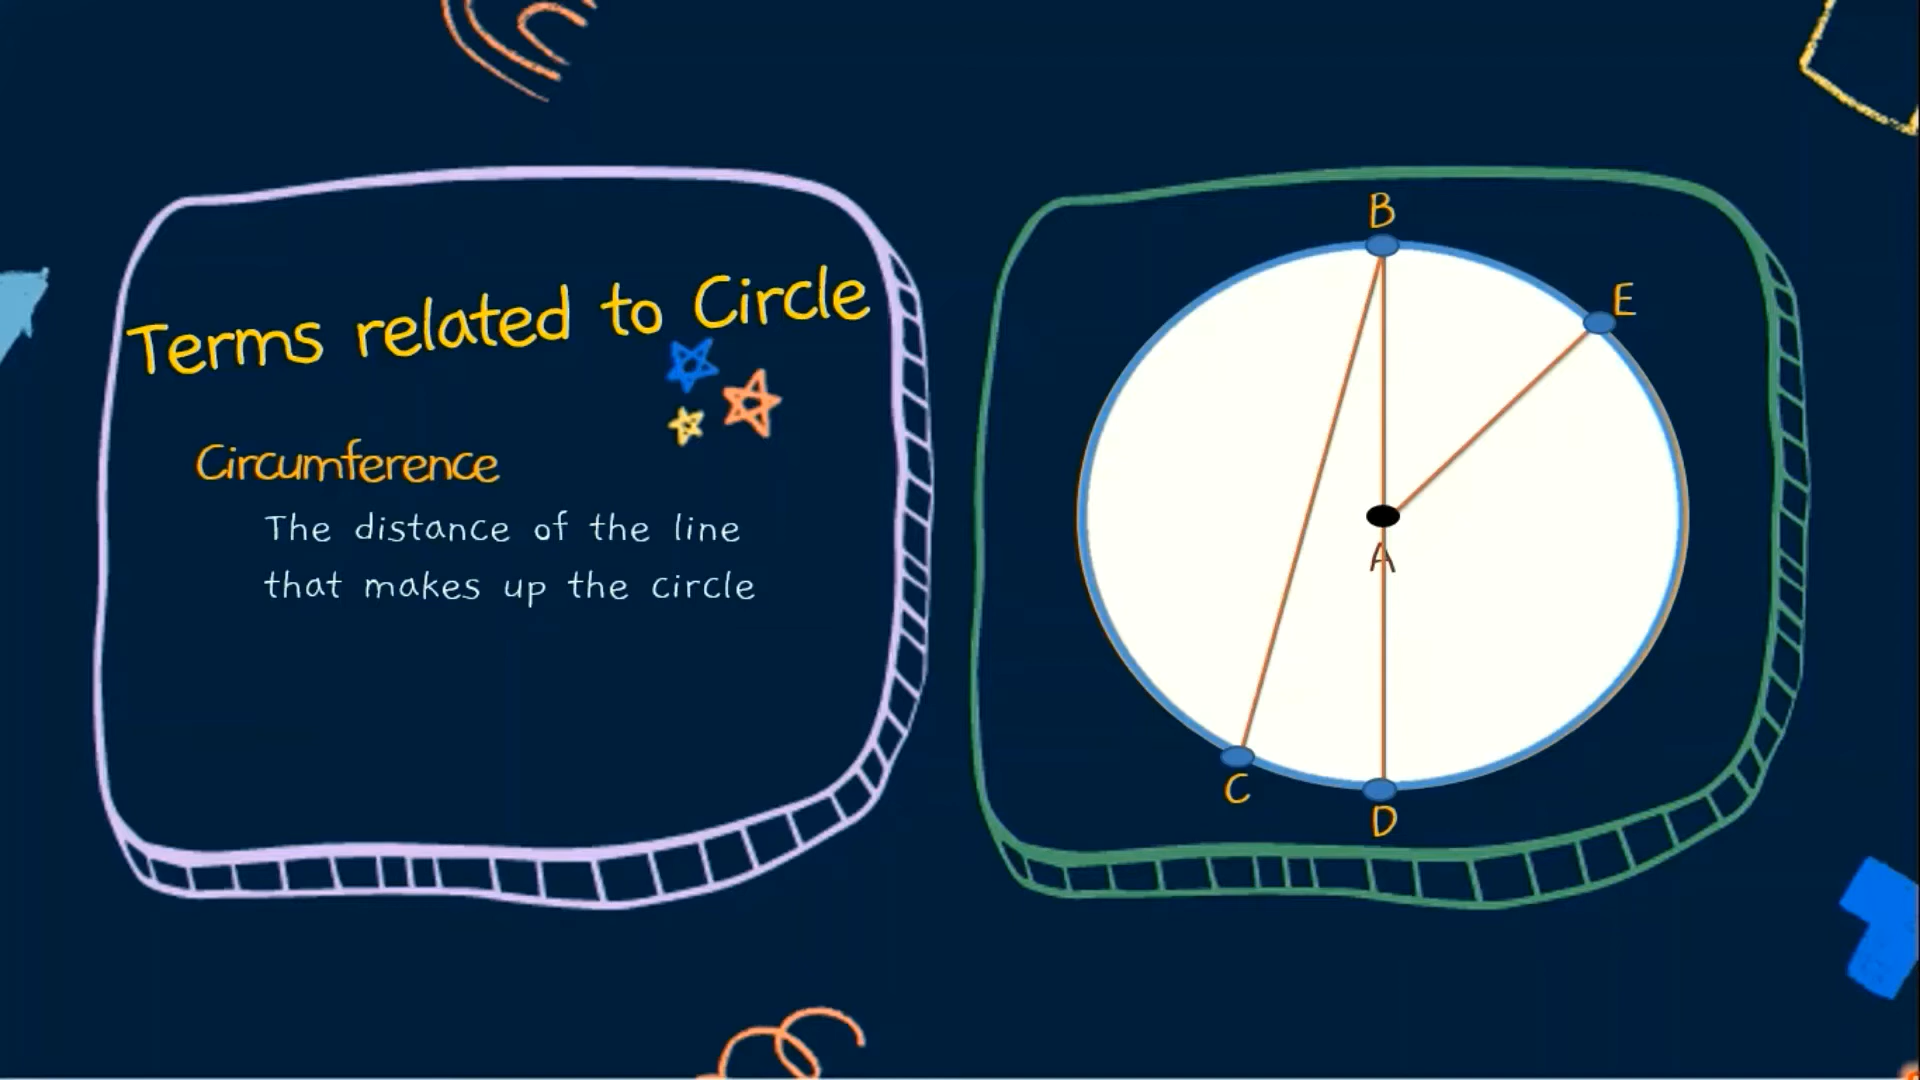 Terms related to Circle
Circumference
The distance of the line
that makes up the circle
B
E
A
C
D